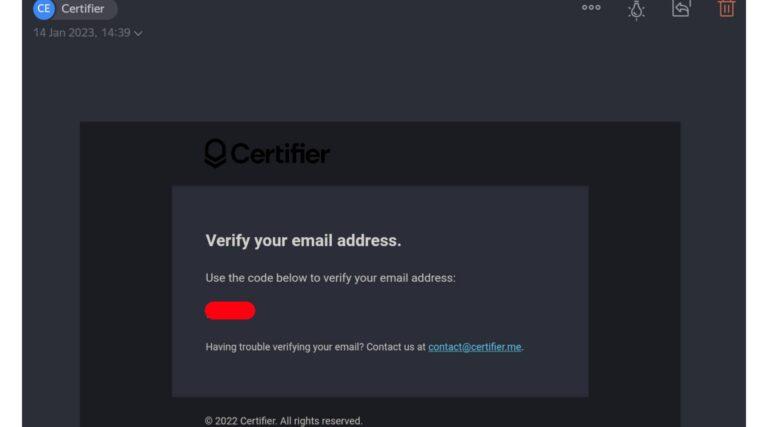 CE Certifier
14 Jan 2023, 14:39
Certifier
Verify your email address.
Use the code below to verify your email address:
Having trouble verifying your email? Contact us at contact@certifier.me.
© 2022 Certifier. All rights reserved.